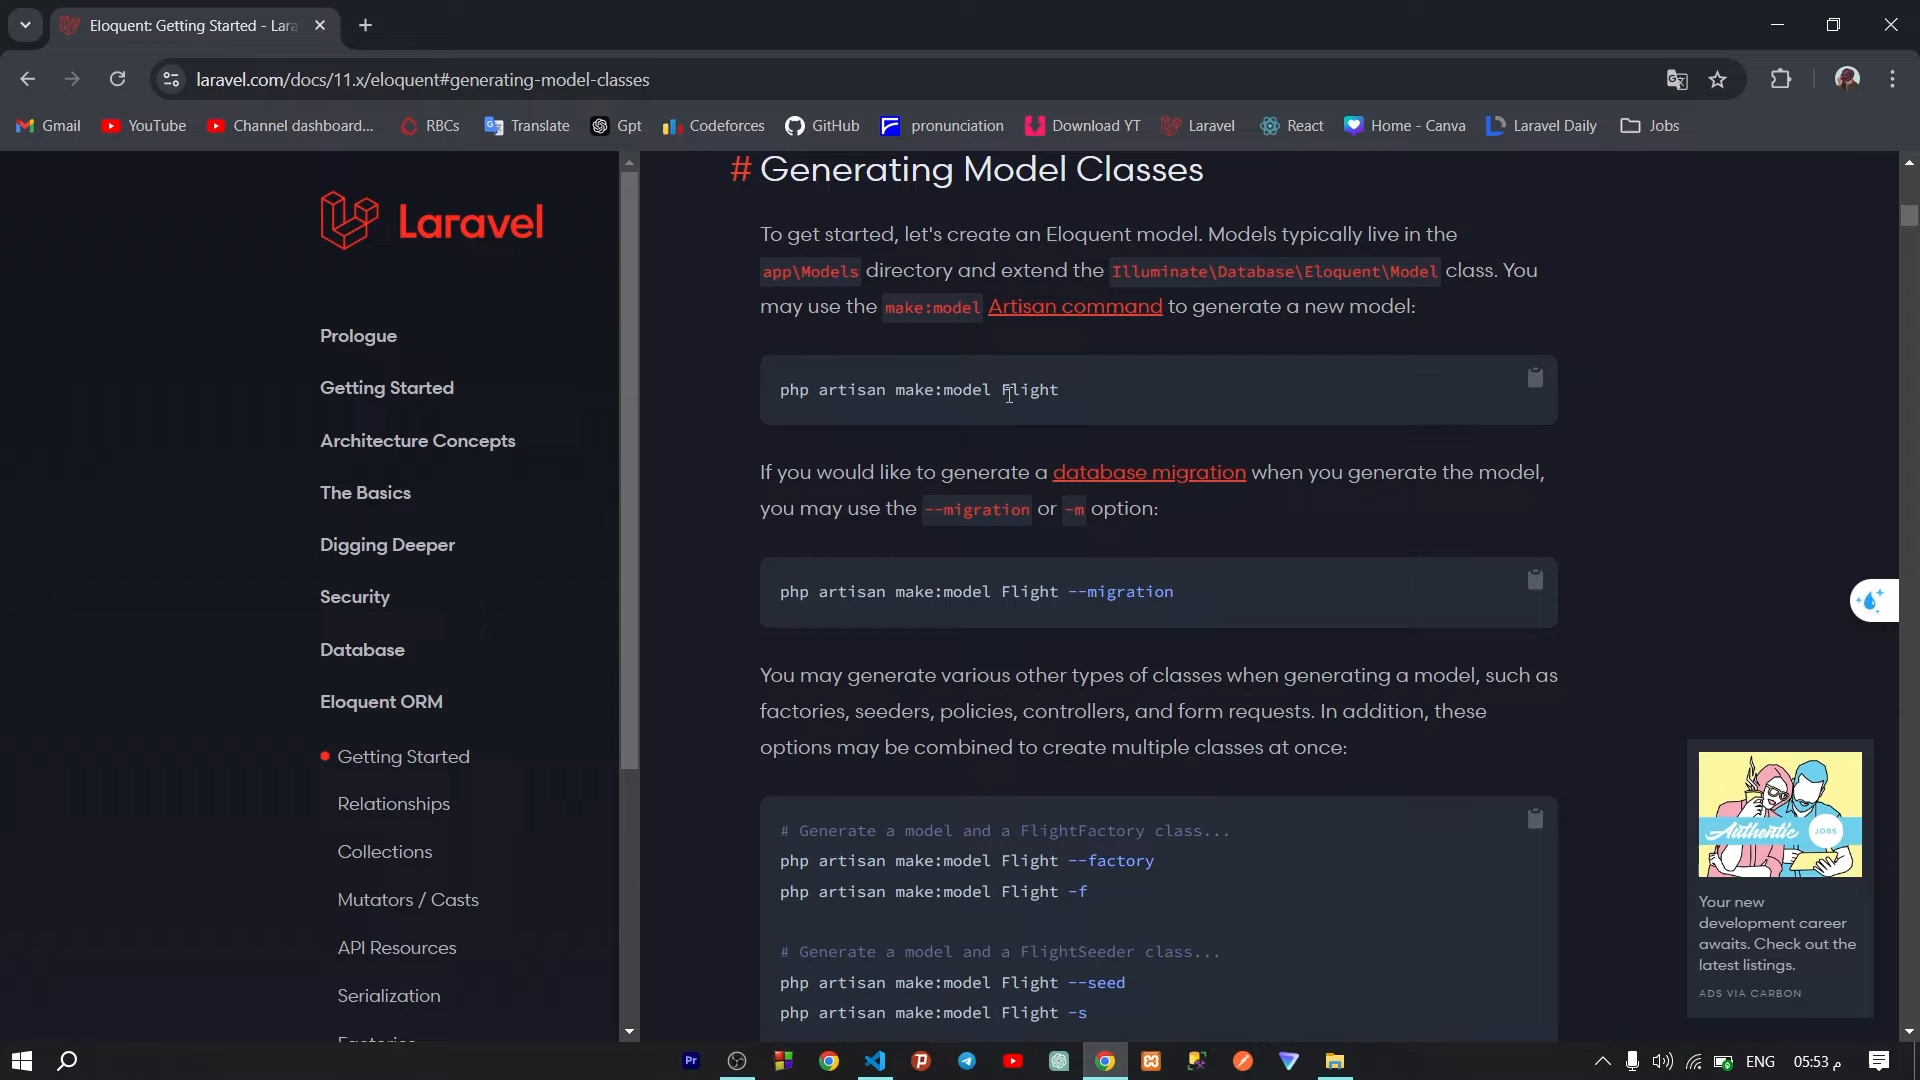 Eloquent: Getting Started - Lara
laravel.com/docs/11.x/eloquent#generating-model-classes
Gmail YouTube Channel dashboard... RBCs Translate Gpt Codeforces GitHub pronunciation Download YT Laravel React Home - Canva Laravel Daily Jobs
Laravel
Prologue
Getting Started
Architecture Concepts
The Basics
Digging Deeper
Security
Database
Eloquent ORM
Getting Started
Relationships
Collections
Mutators / Casts
API Resources
Serialization
Factories
# Generating Model Classes
To get started, let's create an Eloquent model. Models typically live in the
app\Models directory and extend the Illuminate\Database\Eloquent\Model class. You
may use the make:model Artisan command to generate a new model:
php artisan make:model Flight
If you would like to generate a database migration when you generate the model,
you may use the --migration or -m option:
php artisan make:model Flight --migration
You may generate various other types of classes when generating a model, such as
factories, seeders, policies, controllers, and form requests. In addition, these
options may be combined to create multiple classes at once:
# Generate a model and a FlightFactory class...
php artisan make:model Flight --factory
php artisan make:model Flight -f
# Generate a model and a FlightSeeder class...
php artisan make:model Flight --seed
php artisan make:model Flight -s
Authentic JOBS
Your new
development career
awaits. Check out the
latest listings.
ADS VIA CARBON
Pr
ENG 05:53 م